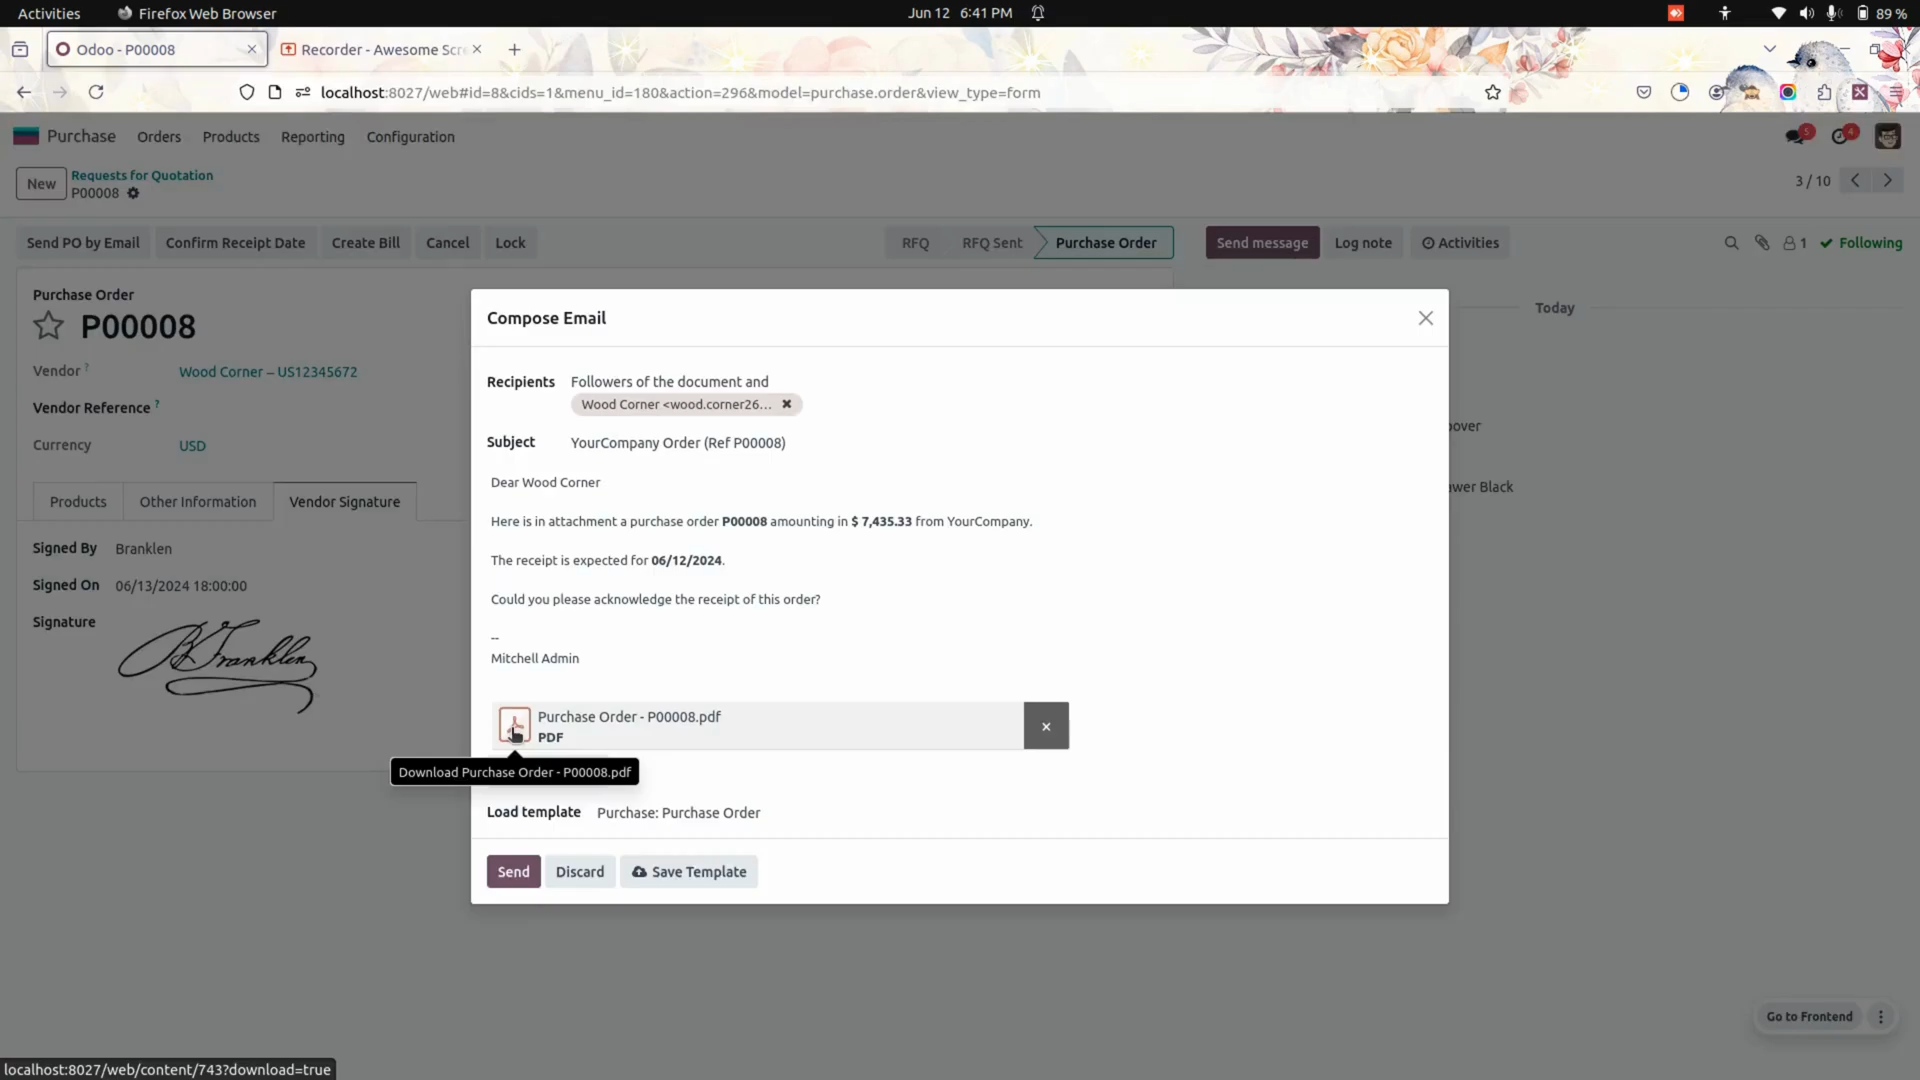 Activities
Firefox Web Browser
Jun 12 6:41 PM
89 %
Odoo - P00008
Recorder - Awesome Scre
localhost:8027/web#id=8&cids=1&menu_id=180&action=296&model=purchase.order&view_type=form
Purchase
Orders
Products
Reporting
Configuration
5
4
New
Requests for Quotation
P00008
3 / 10
Send PO by Email
Confirm Receipt Date
Create Bill
Cancel
Lock
RFQ
RFQ Sent
Purchase Order
Send message
Log note
Activities
1
Following
Purchase Order
P00008
Today
Vendor ?
Wood Corner – US12345672
Vendor Reference ?
Currency
USD
Products
Other Information
Vendor Signature
Signed By
Branklen
Signed On
06/13/2024 18:00:00
Signature
B Franklen
Compose Email
Recipients
Followers of the document and
Wood Corner <wood.corner26...
Subject
YourCompany Order (Ref P00008)
Dear Wood Corner
Here is in attachment a purchase order P00008 amounting in $ 7,435.33 from YourCompany.
The receipt is expected for 06/12/2024.
Could you please acknowledge the receipt of this order?
--
Mitchell Admin
Purchase Order - P00008.pdf
PDF
Download Purchase Order - P00008.pdf
Load template
Purchase: Purchase Order
Send
Discard
Save Template
over
wer Black
Go to Frontend
localhost:8027/web/content/743?download=true